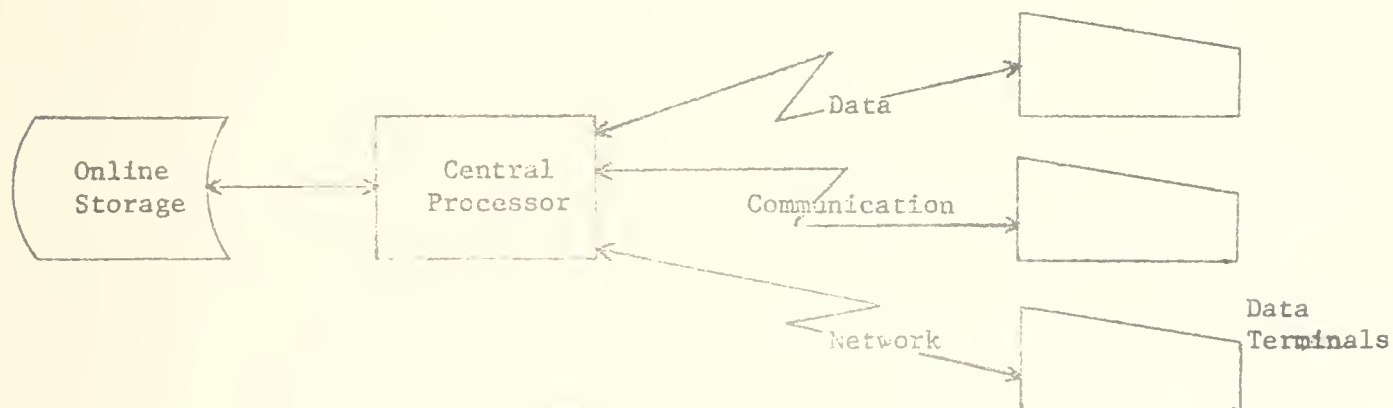 Online
Storage
Central
Processor
Data
Communication
Network
Data
Terminals